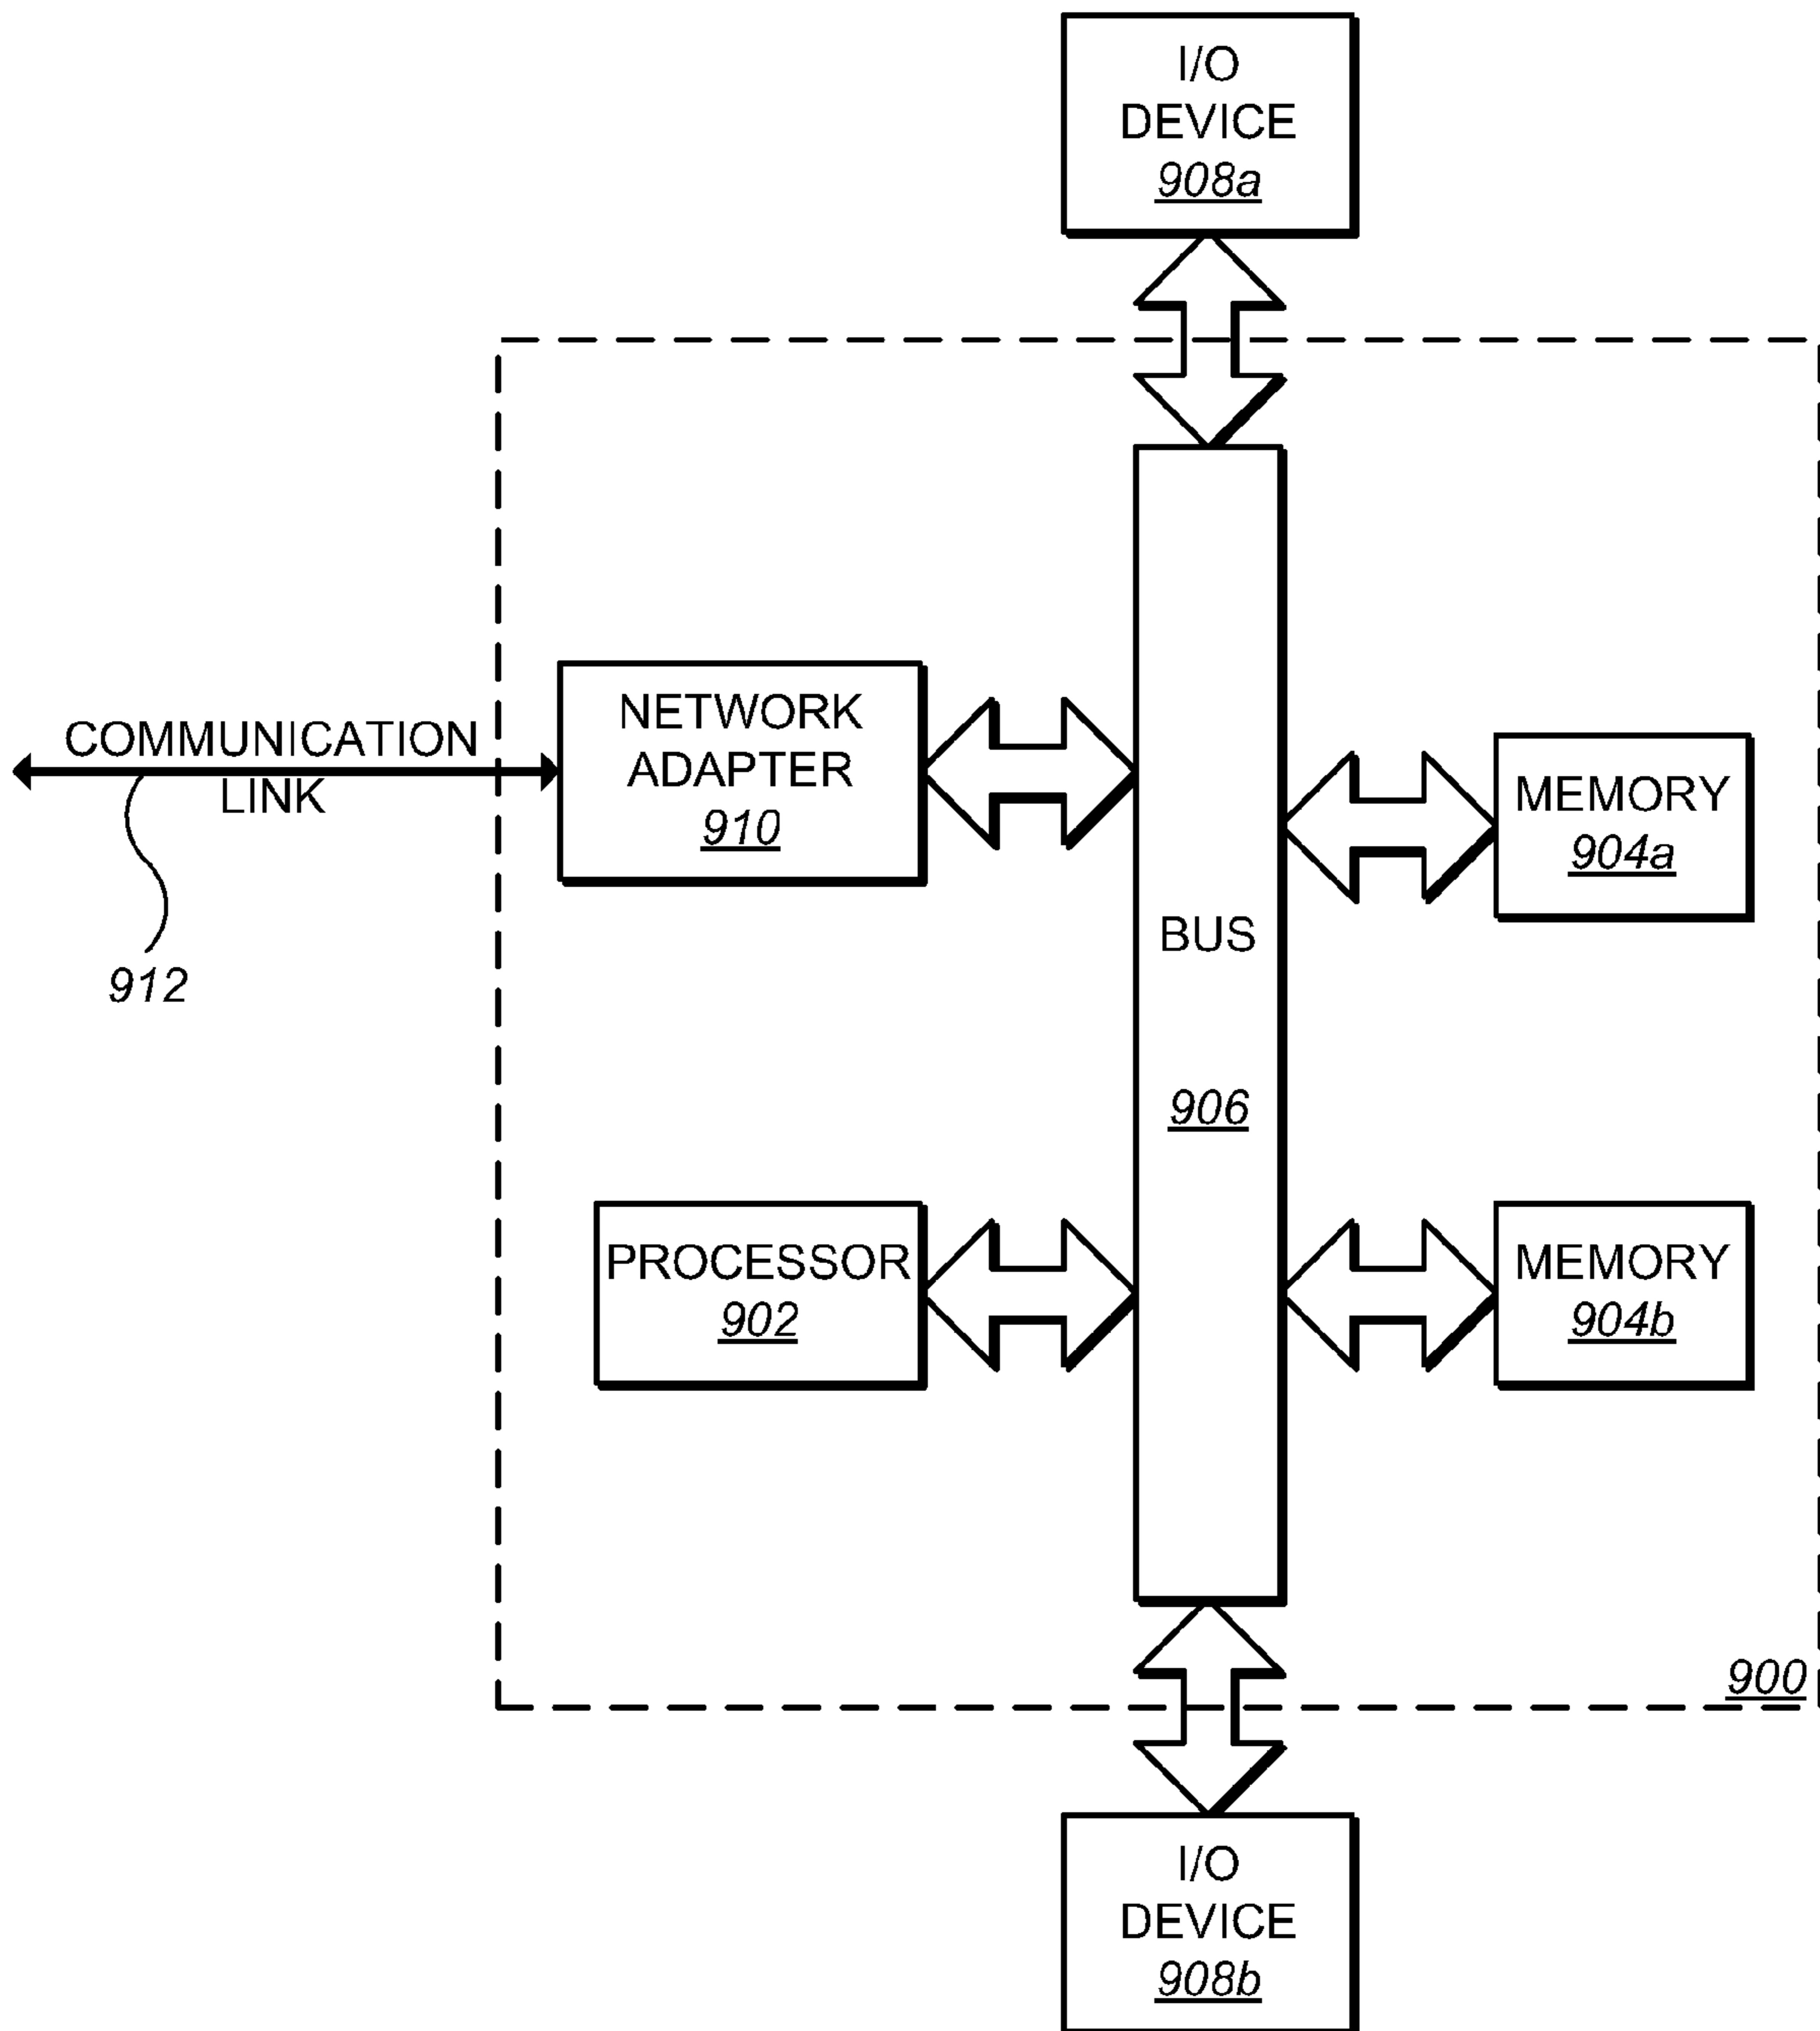 I/O
DEVICE
908a
NETWORK
ADAPTER
910
COMMUNICATION
LINK
912
MEMORY
904a
BUS
906
PROCESSOR
902
MEMORY
904b
900
I/O
DEVICE
908b